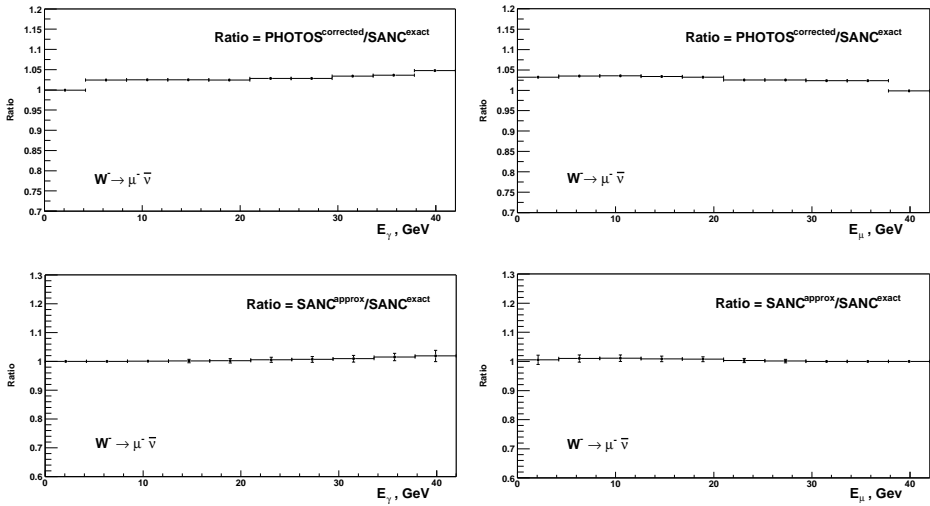 Ratio = PHOTOS^corrected/SANC^exact
Ratio
1.2
1.15
1.1
1.05
1
0.95
0.9
0.85
0.8
0.75
0.7
W⁻ → μ⁻ ν̅
0 10 20 30 40
E_γ , GeV
Ratio = PHOTOS^corrected/SANC^exact
Ratio
1.2
1.15
1.1
1.05
1
0.95
0.9
0.85
0.8
0.75
0.7
W⁻ → μ⁻ ν̅
0 10 20 30 40
E_μ , GeV
Ratio = SANC^approx/SANC^exact
Ratio
1.3
1.2
1.1
1
0.9
0.8
0.7
0.6
W⁻ → μ⁻ ν̅
0 10 20 30 40
E_γ , GeV
Ratio = SANC^approx/SANC^exact
Ratio
1.3
1.2
1.1
1
0.9
0.8
0.7
0.6
W⁻ → μ⁻ ν̅
0 10 20 30 40
E_μ , GeV